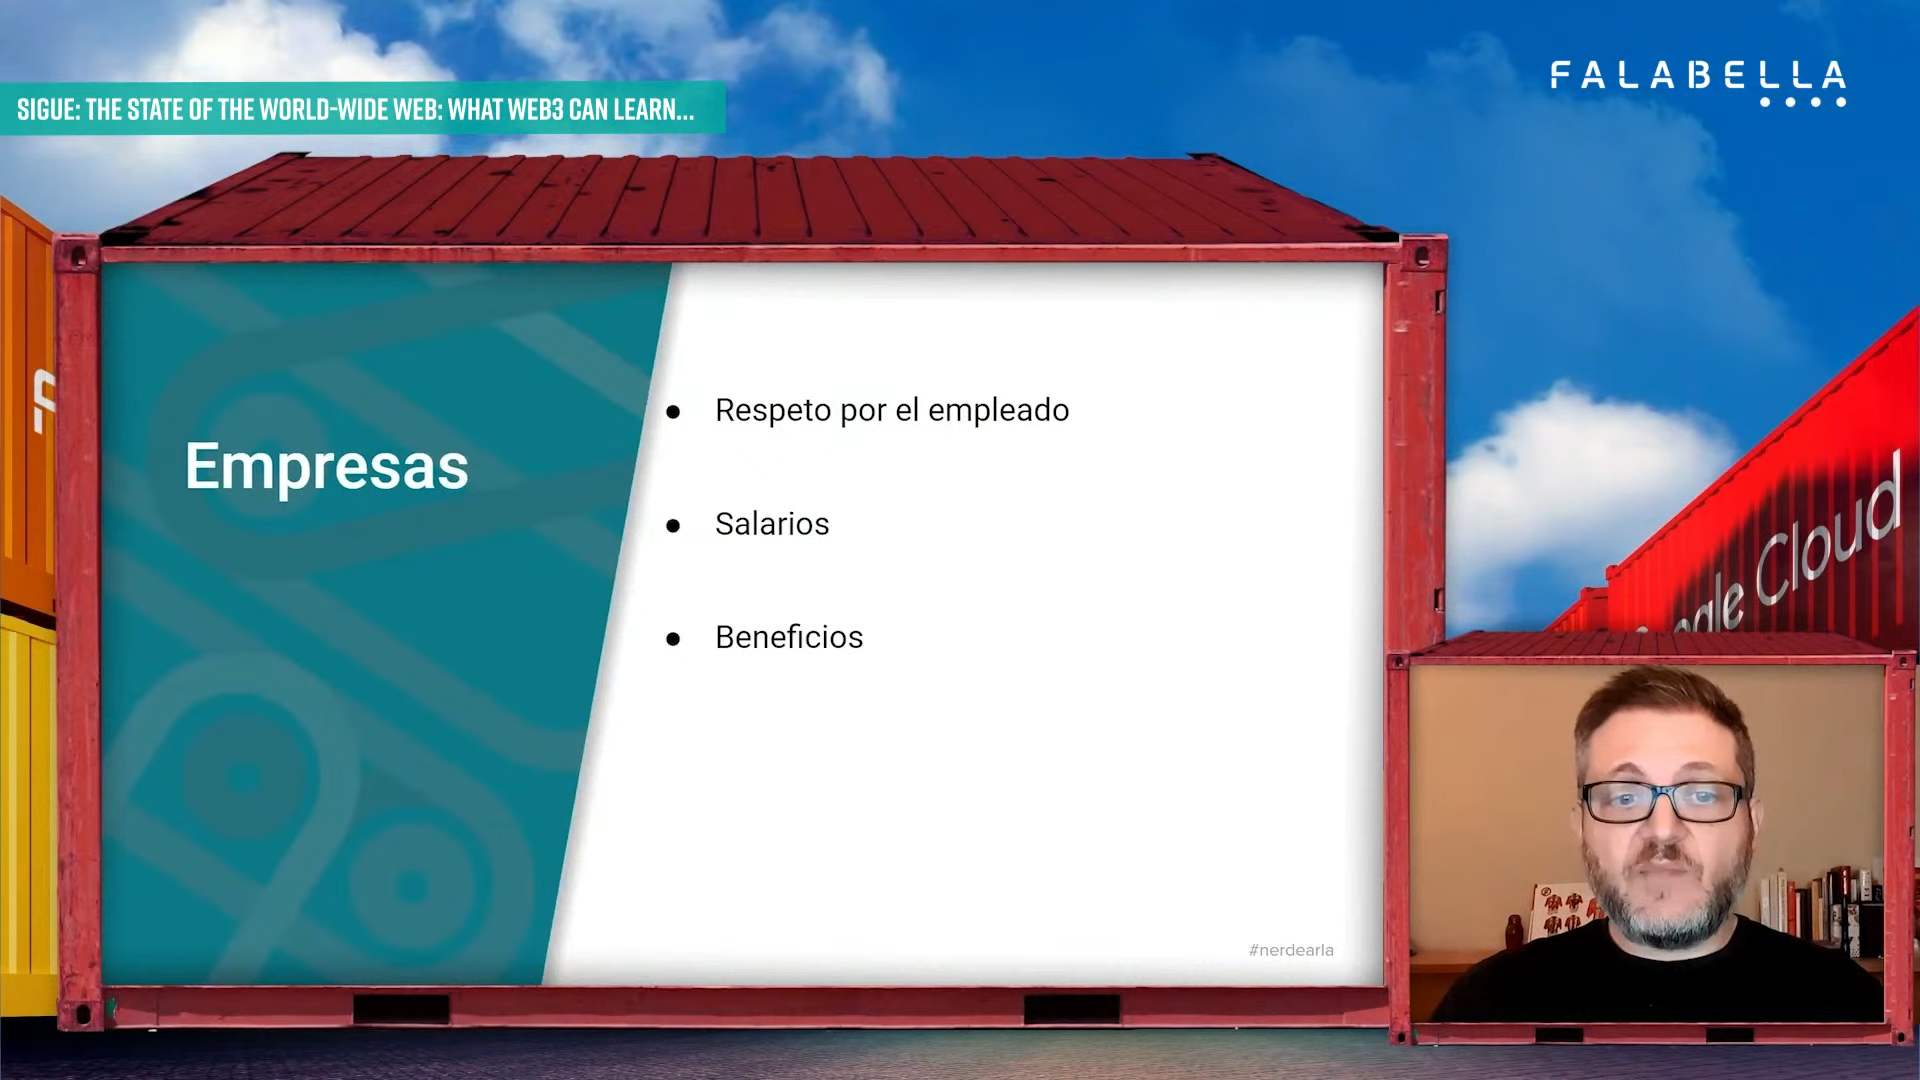 FALABELLA
SIGUE: THE STATE OF THE WORLD-WIDE WEB: WHAT WEB3 CAN LEARN...
Empresas
● Respeto por el empleado
● Salarios
● Beneficios
#nerdearla
Cloud